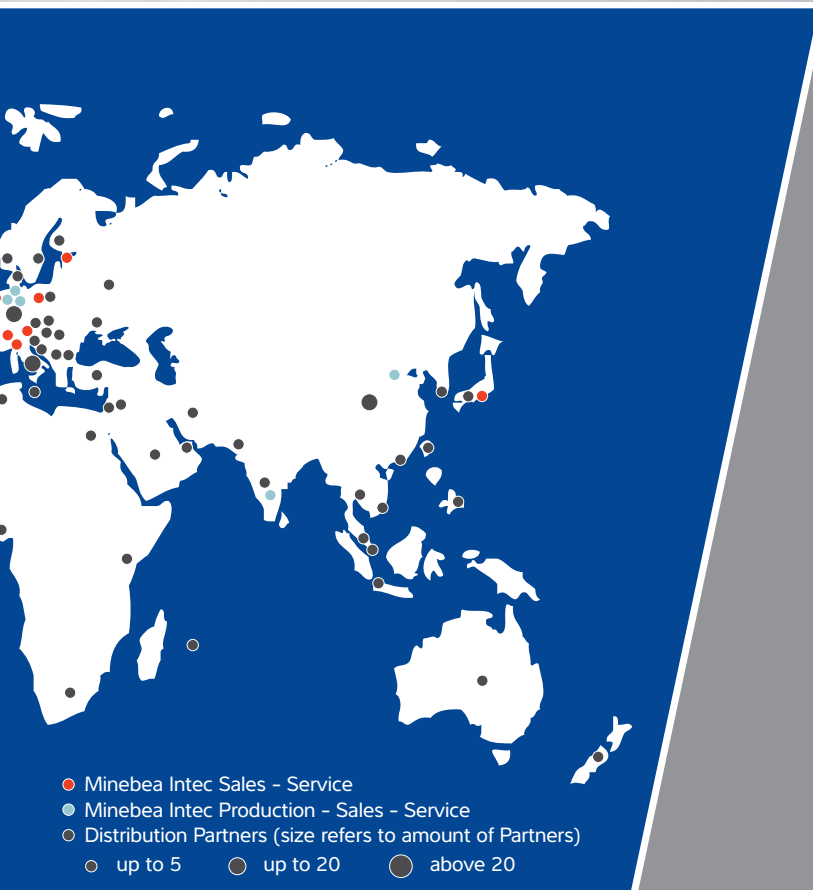 Minebea Intec Sales - Service
Minebea Intec Production - Sales - Service
Distribution Partners (size refers to amount of Partners)
up to 5 up to 20 above 20